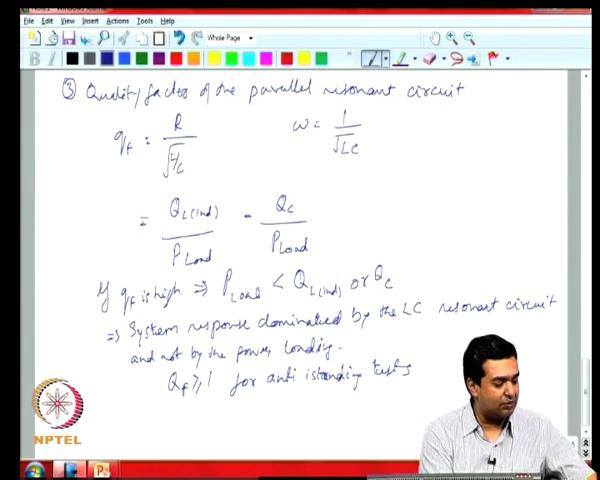 File Edit View Insert Actions Tools Help
Whole Page
B I
③ Quality factor of the parallel resonant circuit
q_f = R / √(L/C)    ω = 1 / √LC
= Q_L(ind) / P_Load = Q_C / P_Load
If q_f is high ⇒ P_Load < Q_L(ind) or Q_C
⇒ System response dominated by the LC resonant circuit
and not by the power loading.
Q_f ≥ 1 for anti islanding tests
NPTEL